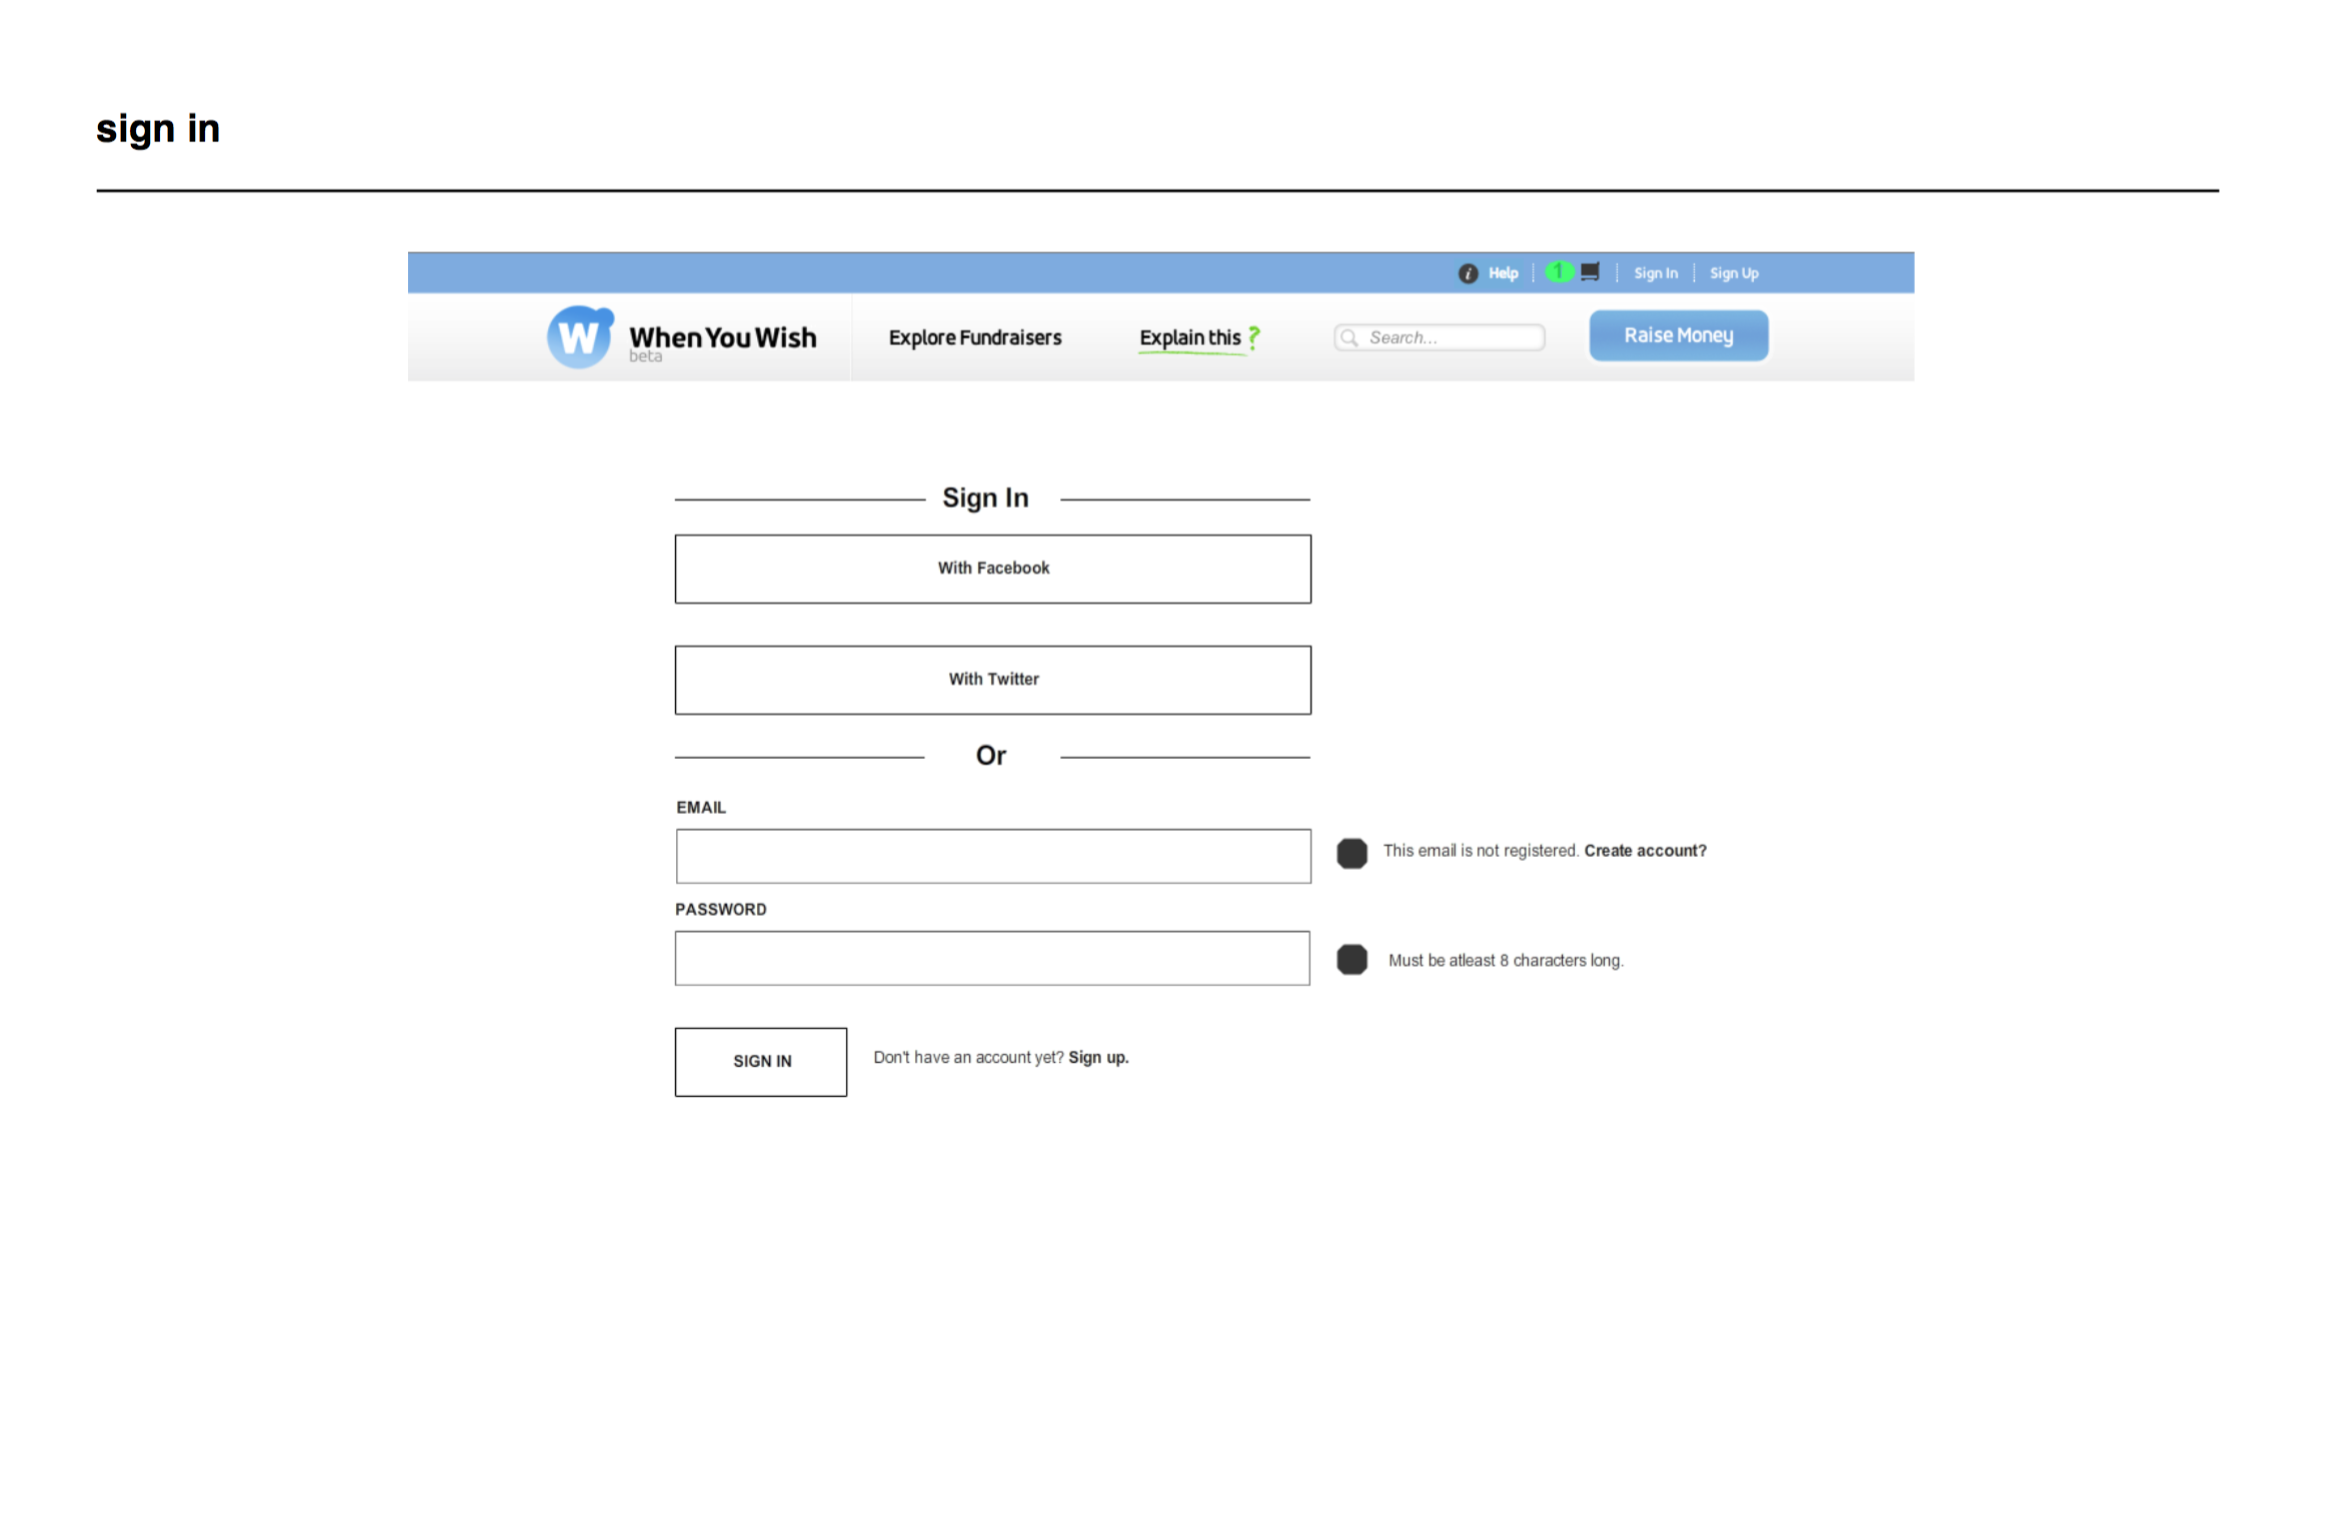 sign in
i Help 1 Sign In Sign Up
W When You Wish Explore Fundraisers Explain this ? Search... Raise Money
beta
Sign In
With Facebook
With Twitter
Or
EMAIL
This email is not registered. Create account?
PASSWORD
Must be atleast 8 characters long.
SIGN IN Don't have an account yet? Sign up.